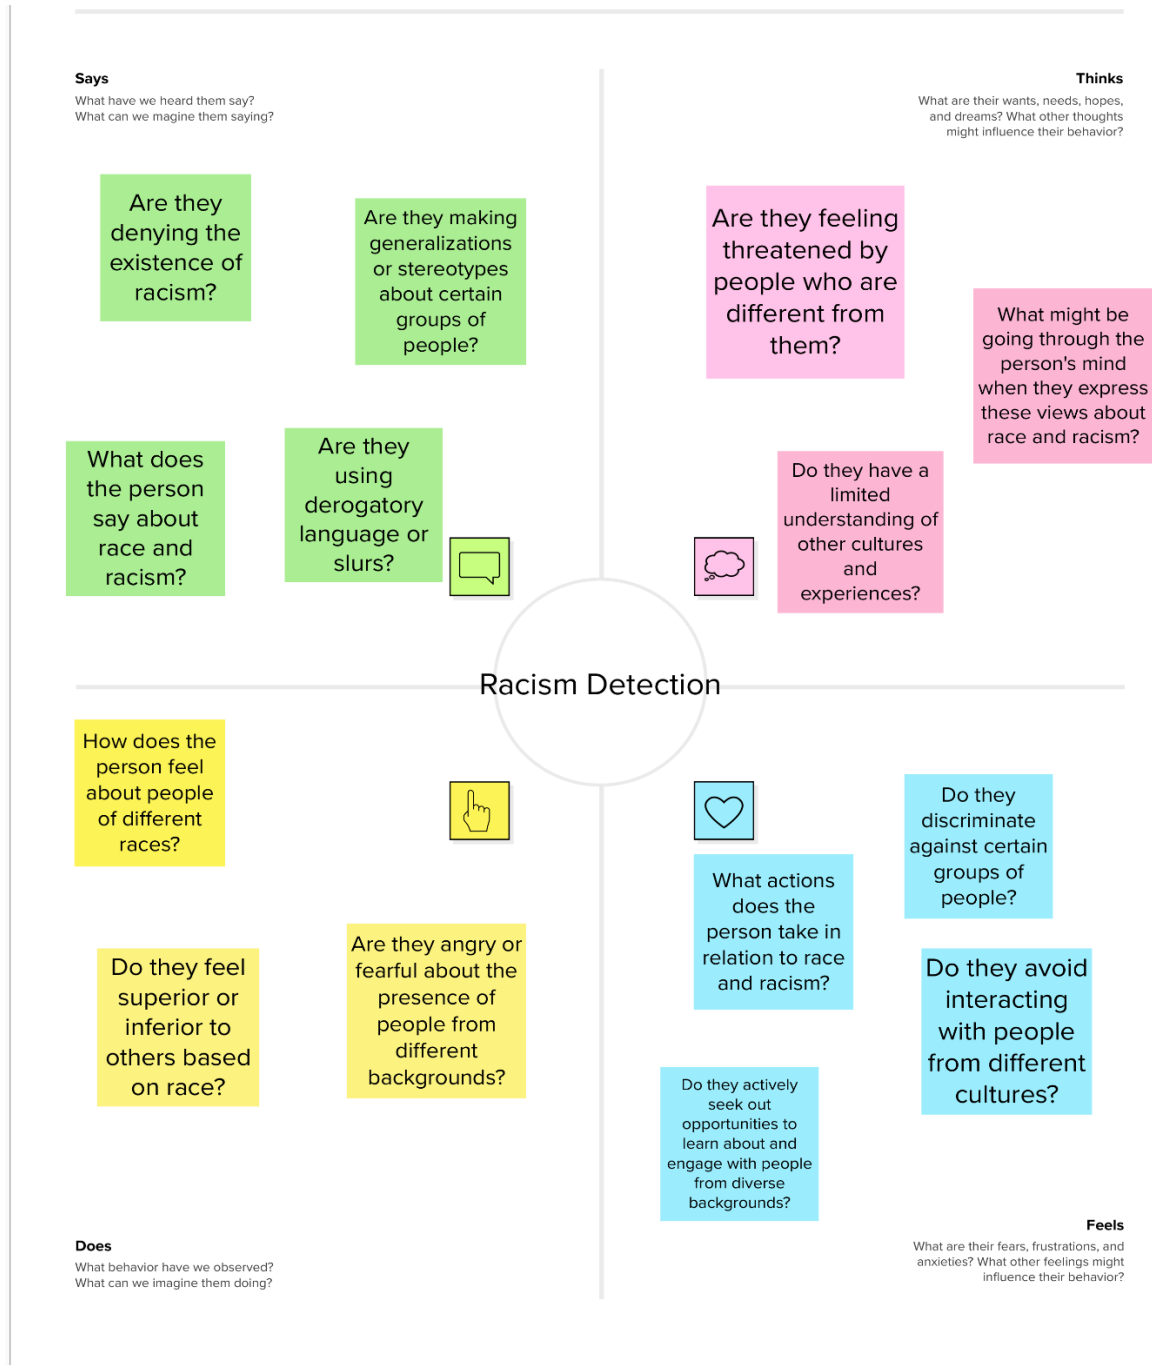 Says
What have we heard them say?
What can we magine them saying?
Thinks
What are their wants, needs, hopes,
and dreams? What other thoughts
might influence their behavior?
Are they
denying the
existence of
racism?
Are they making
generalizations
or stereotypes
about certain
groups of
people?
What does
the person
say about
race and
racism?
Are they
using
derogatory
language or
slurs?
Are they feeling
threatened by
people who are
different from
them?
What might be
going through the
person's mind
when they express
these views about
race and racism?
Do they have a
limited
understanding of
other cultures
and
experiences?
Racism Detection
How does the
person feel
about people
of different
races?
Do they feel
superior or
inferior to
others based
on race?
Are they angry or
fearful about the
presence of
people from
different
backgrounds?
Do they
discriminate
against certain
groups of
people?
What actions
does the
person take in
relation to race
and racism?
Do they avoid
interacting
with people
from different
cultures?
Do they actively
seek out
opportunities to
learn about and
engage with people
from diverse
backgrounds?
Does
What behavior have we observed?
What can we imagine them doing?
Feels
What are their fears, frustrations, and
anxieties? What other feelings might
influence their behavior?